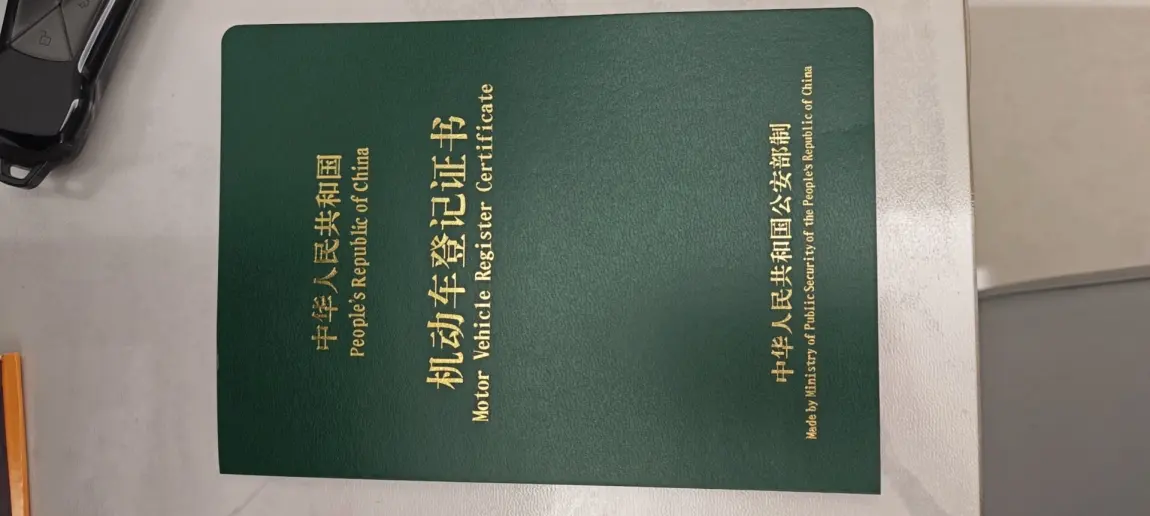 中华人民共和国
People's Republic of China
机动车登记证书
Motor Vehicle Register Certificate
中华人民共和国公安部制
Made by Ministry of Public Security of the People's Republic of China